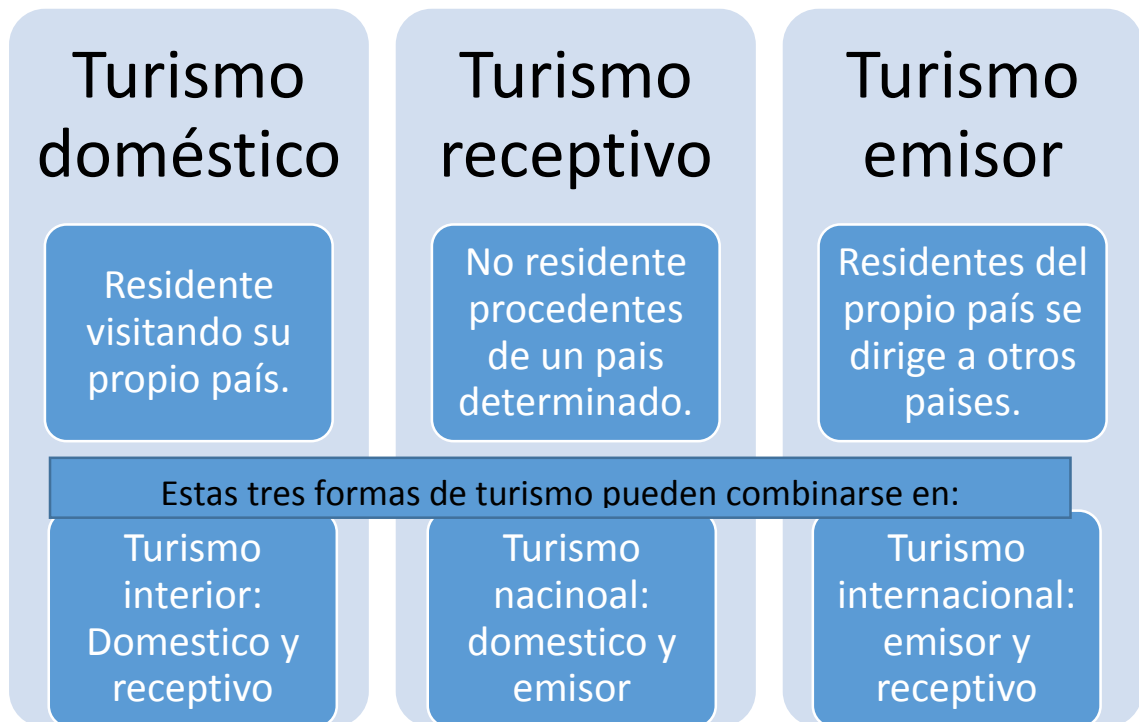 Turismo
doméstico
Residente
visitando su
propio país.
Turismo
receptivo
No residente
procedentes
de un pais
determinado.
Turismo
emisor
Residentes del
propio país se
dirige a otros
paises.
Estas tres formas de turismo pueden combinarse en:
Turismo
interior:
Domestico y
receptivo
Turismo
nacinoal:
domestico y
emisor
Turismo
internacional:
emisor y
receptivo